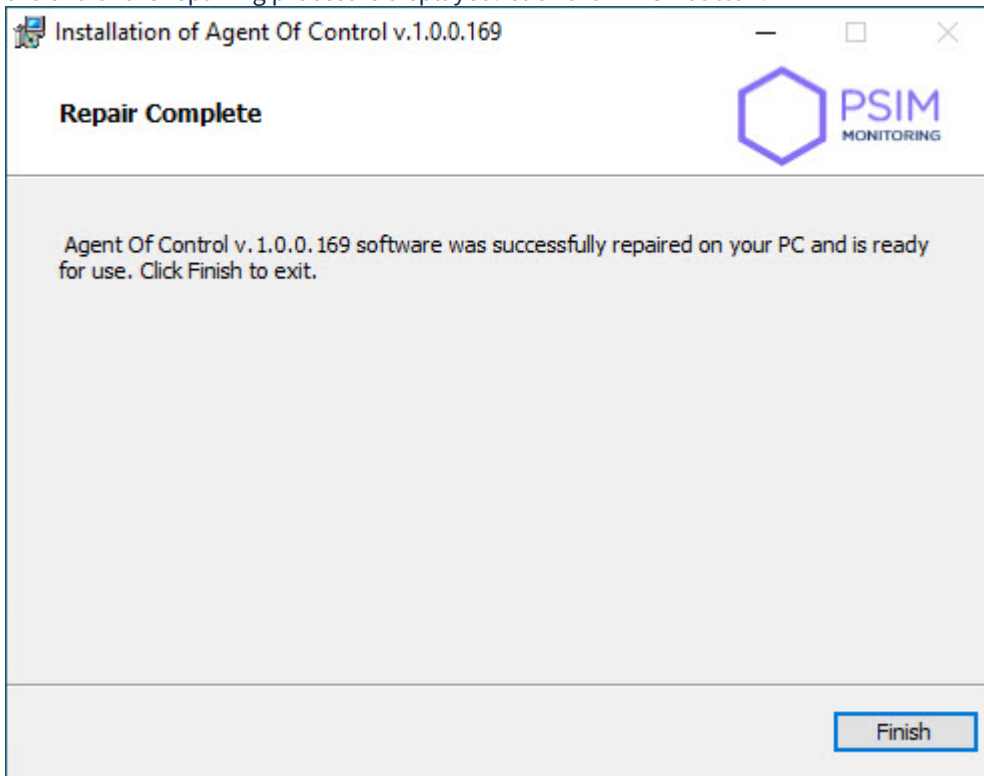 Installation of Agent Of Control v.1.0.0.169
Repair Complete
PSIM
MONITORING
Agent Of Control v.1.0.0.169 software was successfully repaired on your PC and is ready
for use. Click Finish to exit.
Finish